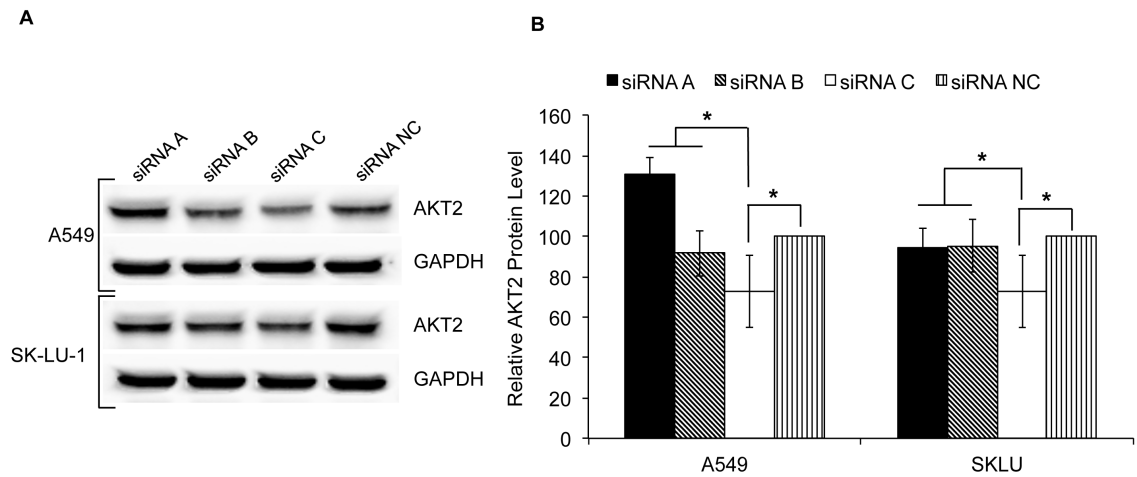 A
siRNA A
siRNA B
siRNA C
siRNA NC
A549
AKT2
GAPDH
SK-LU-1
AKT2
GAPDH
B
siRNA A siRNA B siRNA C siRNA NC
Relative AKT2 Protein Level
160
140
120
100
80
60
40
20
0
*
*
*
*
A549 SKLU